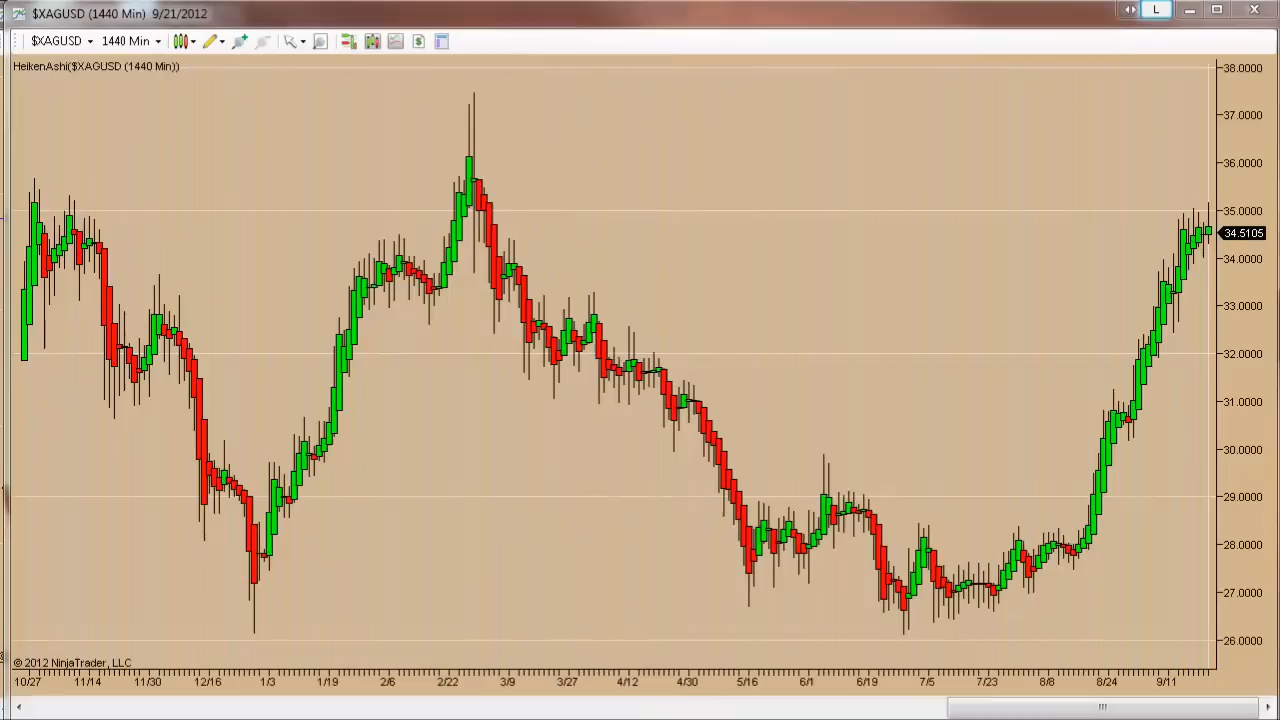 $XAGUSD (1440 Min) 9/21/2012
L
$XAGUSD 1440 Min
HeikenAshi($XAGUSD (1440 Min))
38.0000
37.0000
36.0000
35.0000
34.5105
34.0000
33.0000
32.0000
31.0000
30.0000
29.0000
28.0000
27.0000
26.0000
© 2012 NinjaTrader, LLC
10/27 11/14 11/30 12/16 1/3 1/19 2/6 2/22 3/9 3/27 4/12 4/30 5/16 6/1 6/19 7/5 7/23 8/8 8/24 9/11